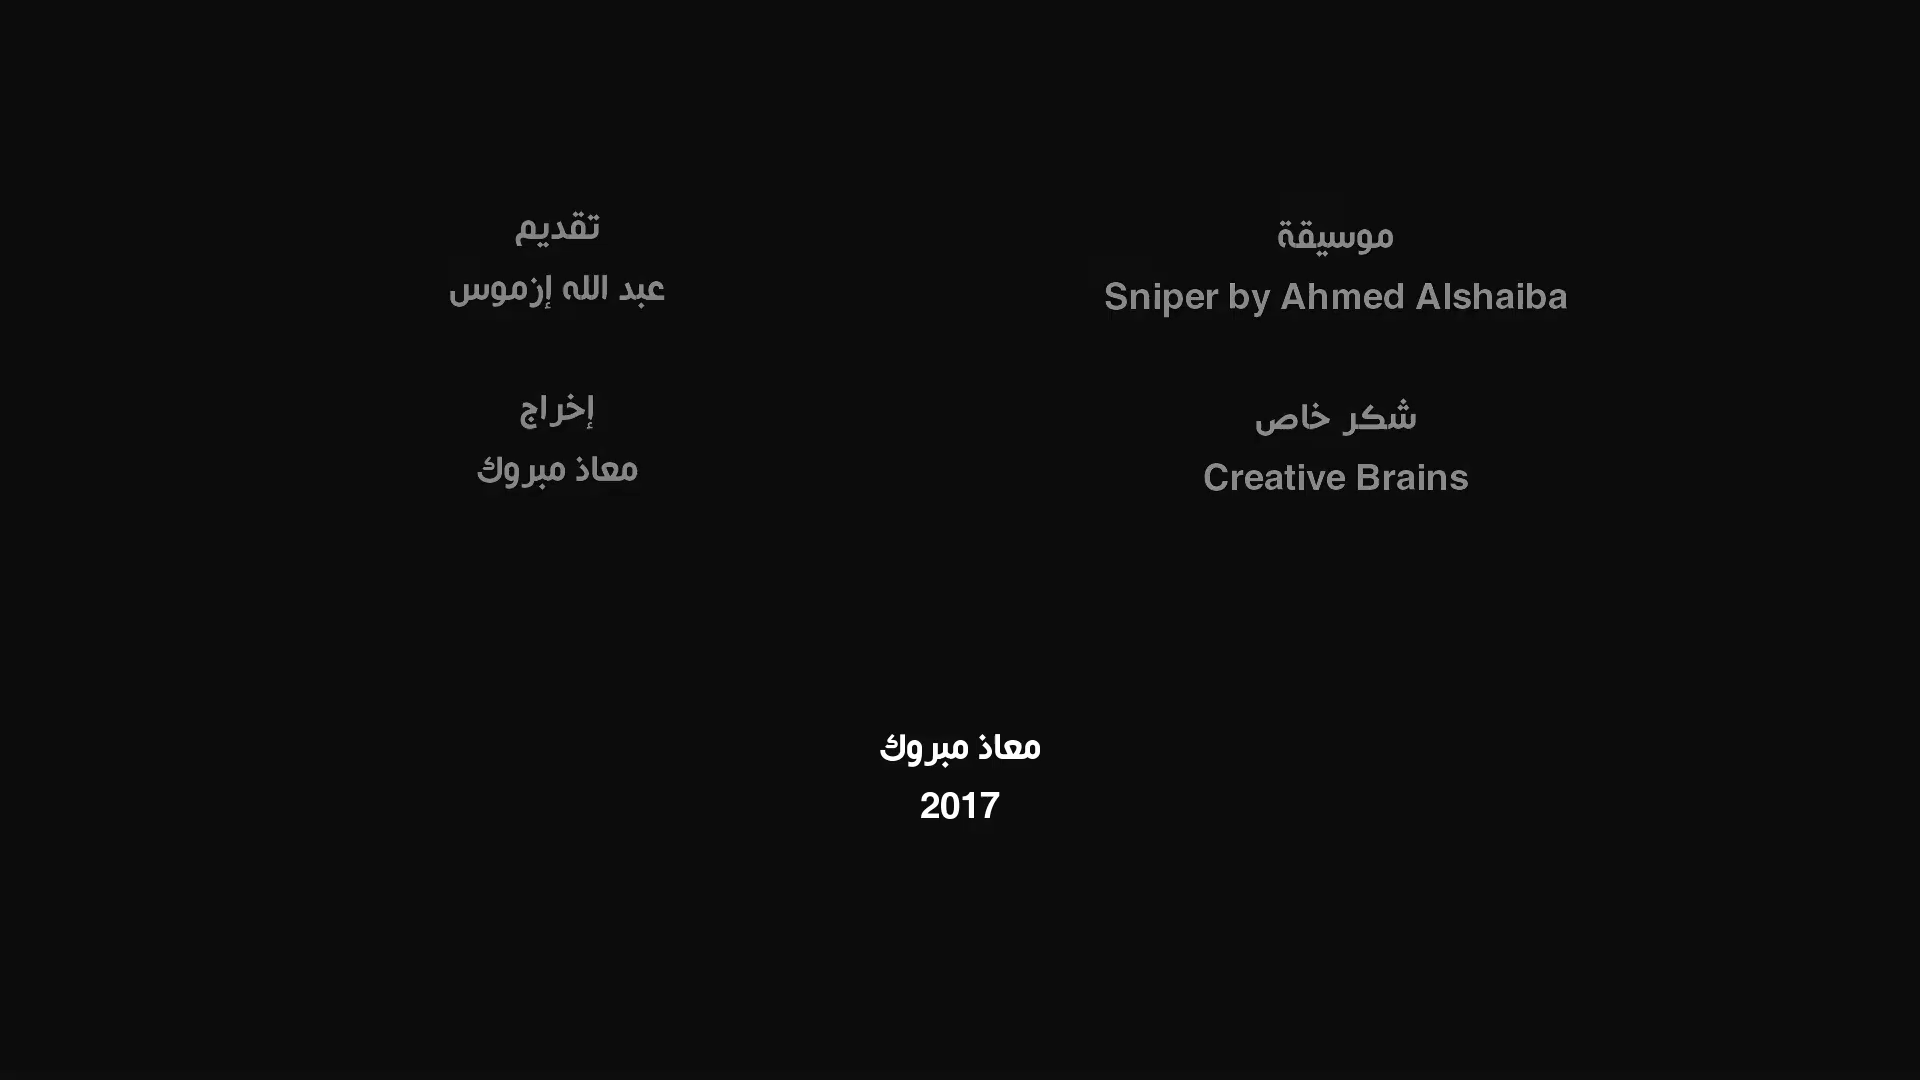 تقديم
عبد الله إزموس
إخراج
معاذ مبروك
موسيقة
Sniper by Ahmed Alshaiba
شكر خاص
Creative Brains
معاذ مبروك
2017